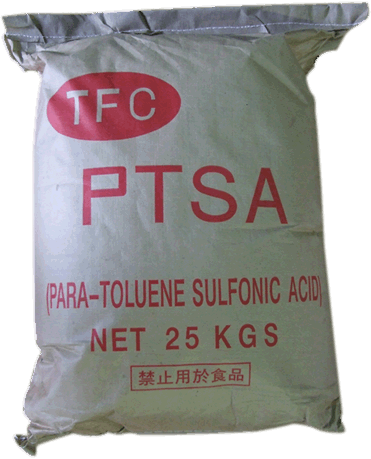 TFC
PTSA
(PARA-TOLUENE SULFONIC ACID)
NET 25 KGS
禁止用於食品